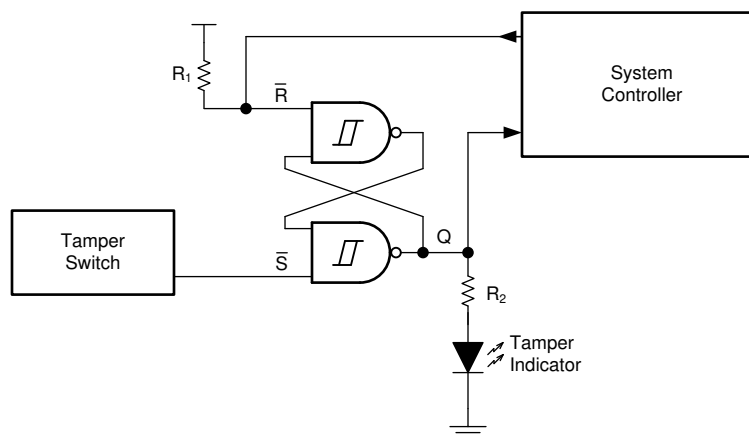 System
Controller
R1
R̅
Tamper
Switch
S̅
Q
R2
Tamper
Indicator